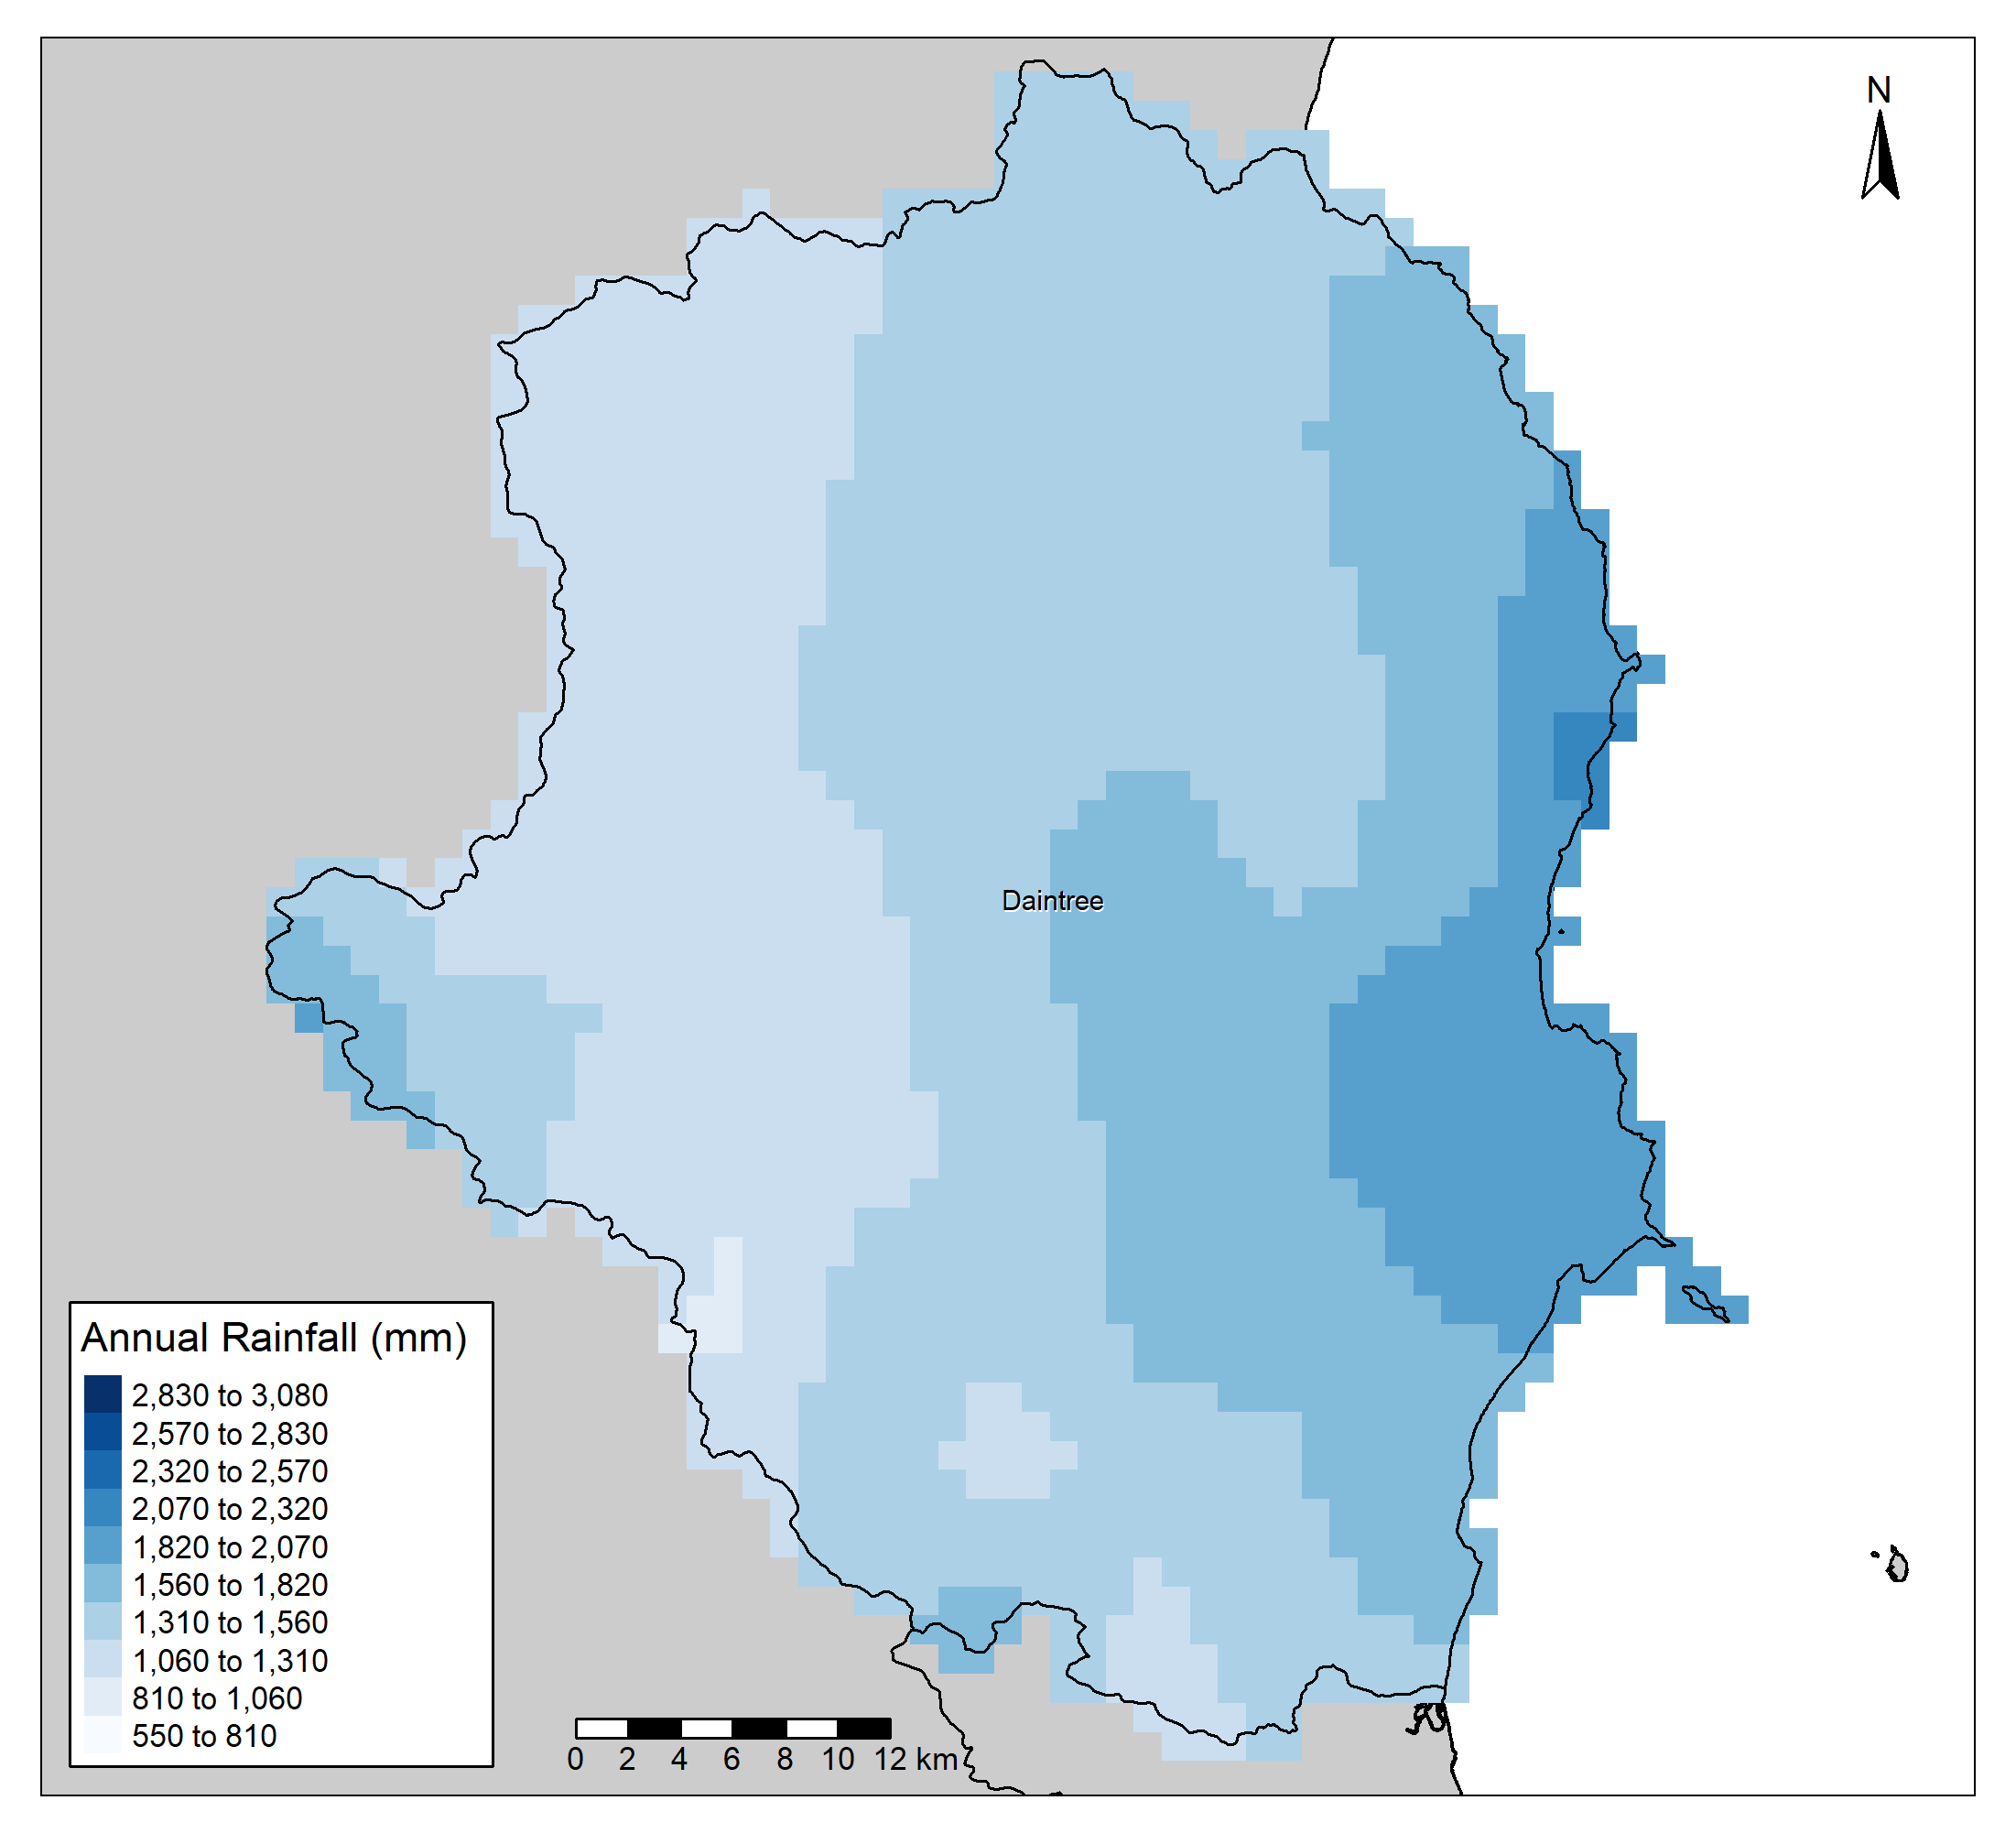 N
Daintree
Annual Rainfall (mm)
2,830 to 3,080
2,570 to 2,830
2,320 to 2,570
2,070 to 2,320
1,820 to 2,070
1,560 to 1,820
1,310 to 1,560
1,060 to 1,310
810 to 1,060
550 to 810
0 2 4 6 8 10 12 km